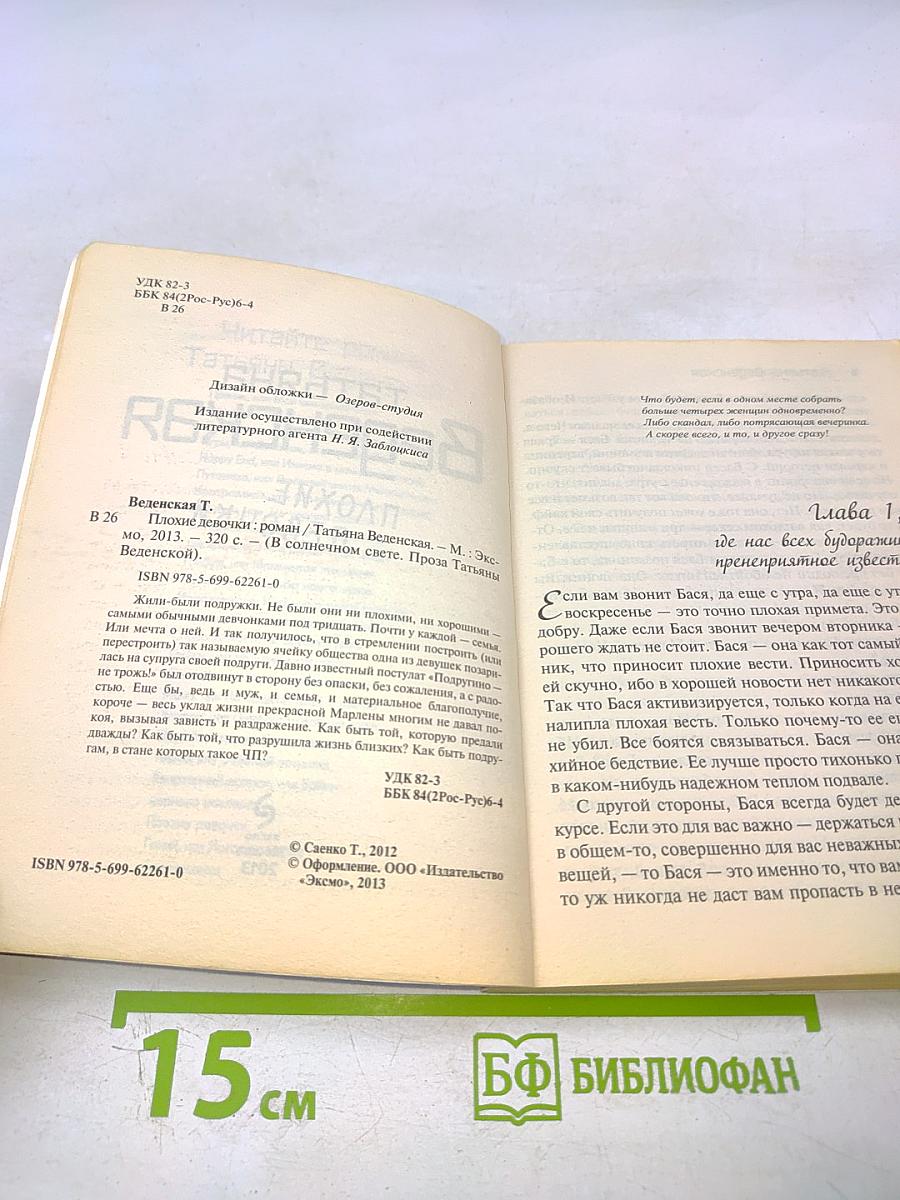 УДК 82-3
ББК 84(2Рос-Рус)6-4
В 26
Дизайн обложки — Озеров-студия
Издание осуществлено при содействии
литературного агента Н. Я. Заблоцкиса
Веденская Т.
В 26 Плохие девочки : роман / Татьяна Веденская. – М. : Экс-
мо, 2013. – 320 с. – (В солнечном свете. Проза Татьяны
Веденской).
ISBN 978-5-699-62261-0
Жили-были подружки. Не были они ни плохими, ни хорошими –
самыми обычными девчонками под тридцать. Почти у каждой – семья.
Или мечта о ней. И так получилось, что в стремлении построить (или
перестроить) так называемую ячейку общества одна из девушек позари-
лась на супруга своей подруги. Давно известный постулат «Подругино –
не трожь!» был отодвинут в сторону без опаски, без сожаления, а с радо-
стью. Еще бы, ведь и муж, и семья, и материальное благополучие,
короче – весь уклад жизни прекрасной Марлены многим не давал по-
коя, вызывая зависть и раздражение. Как быть той, которую предали
дважды? Как быть той, что разрушила жизнь близких? Как быть подру-
гам, в стане которых такое ЧП?
УДК 82-3
ББК 84(2Рос-Рус)6-4
© Саенко Т., 2012
© Оформление. ООО «Издательство
«Эксмо», 2013
ISBN 978-5-699-62261-0
Что будет, если в одном месте собрать
больше четырех женщин одновременно?
Либо скандал, либо потрясающая вечеринка.
А скорее всего, и то, и другое сразу!
Глава 1,
где нас всех
пренеприятное
Если вам звонит Бася, да еще с утра, да еще с
воскресенье — это точно плохая примета. Это
добру. Даже если Бася звонит вечером вторника –
рошего ждать не стоит. Бася — она как тот самый
ник, что приносит плохие вести. Приносить
ей скучно, ибо в хорошей новости нет никакого
Так что Бася активизируется, только когда на
налипла плохая весть. Только почему-то ее
не убил. Все боятся связываться. Бася — она
хийное бедствие. Ее лучше просто тихонько
в каком-нибудь надежном теплом подвале.
С другой стороны, Бася всегда будет
курсе. Если это для вас важно — держаться
в общем-то, совершенно для вас неважных
вещей, — то Бася — это именно то, что
то уж никогда не даст вам пропасть в
15 см
БФ БИБЛИОФАН